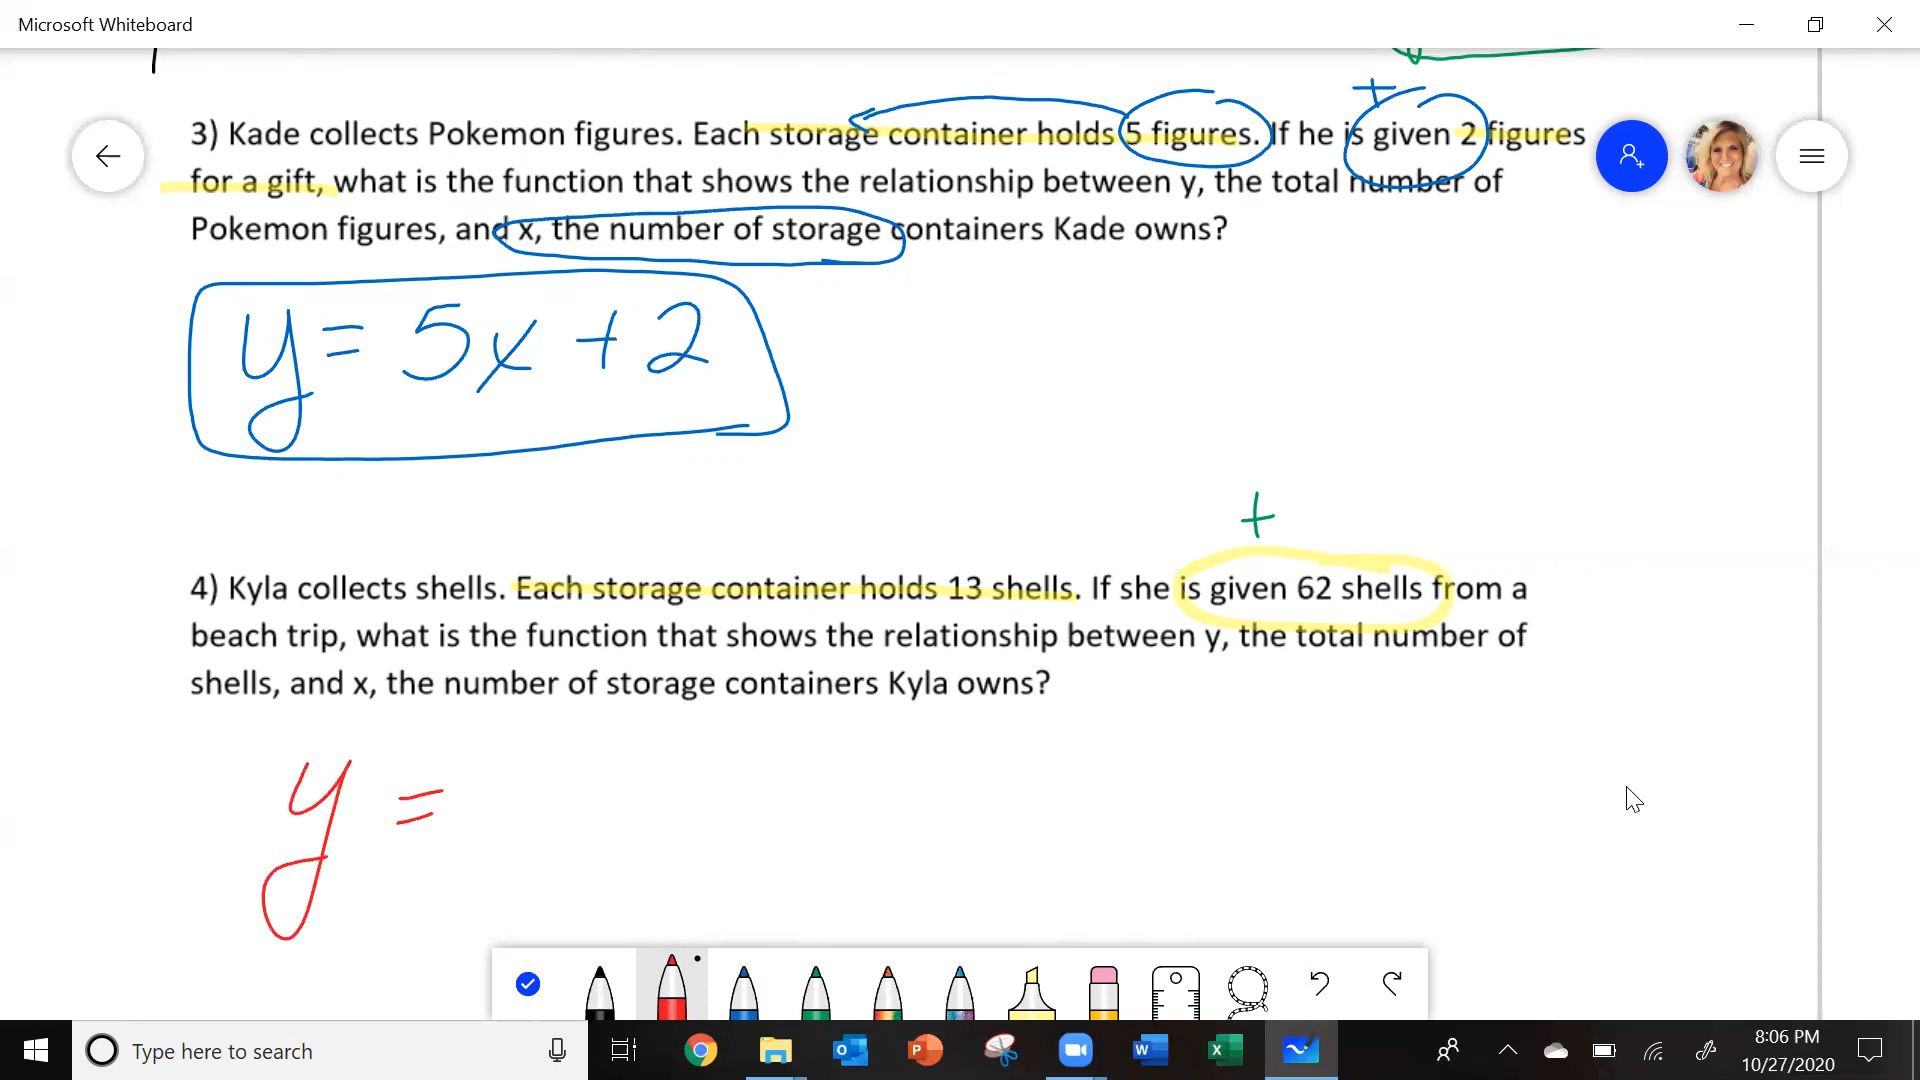 Microsoft Whiteboard
+
3) Kade collects Pokemon figures. Each storage container holds 5 figures. If he is given 2 figures
for a gift, what is the function that shows the relationship between y, the total number of
Pokemon figures, and x, the number of storage containers Kade owns?
y = 5x + 2
+
4) Kyla collects shells. Each storage container holds 13 shells. If she is given 62 shells from a
beach trip, what is the function that shows the relationship between y, the total number of
shells, and x, the number of storage containers Kyla owns?
y =
Type here to search
8:06 PM
10/27/2020